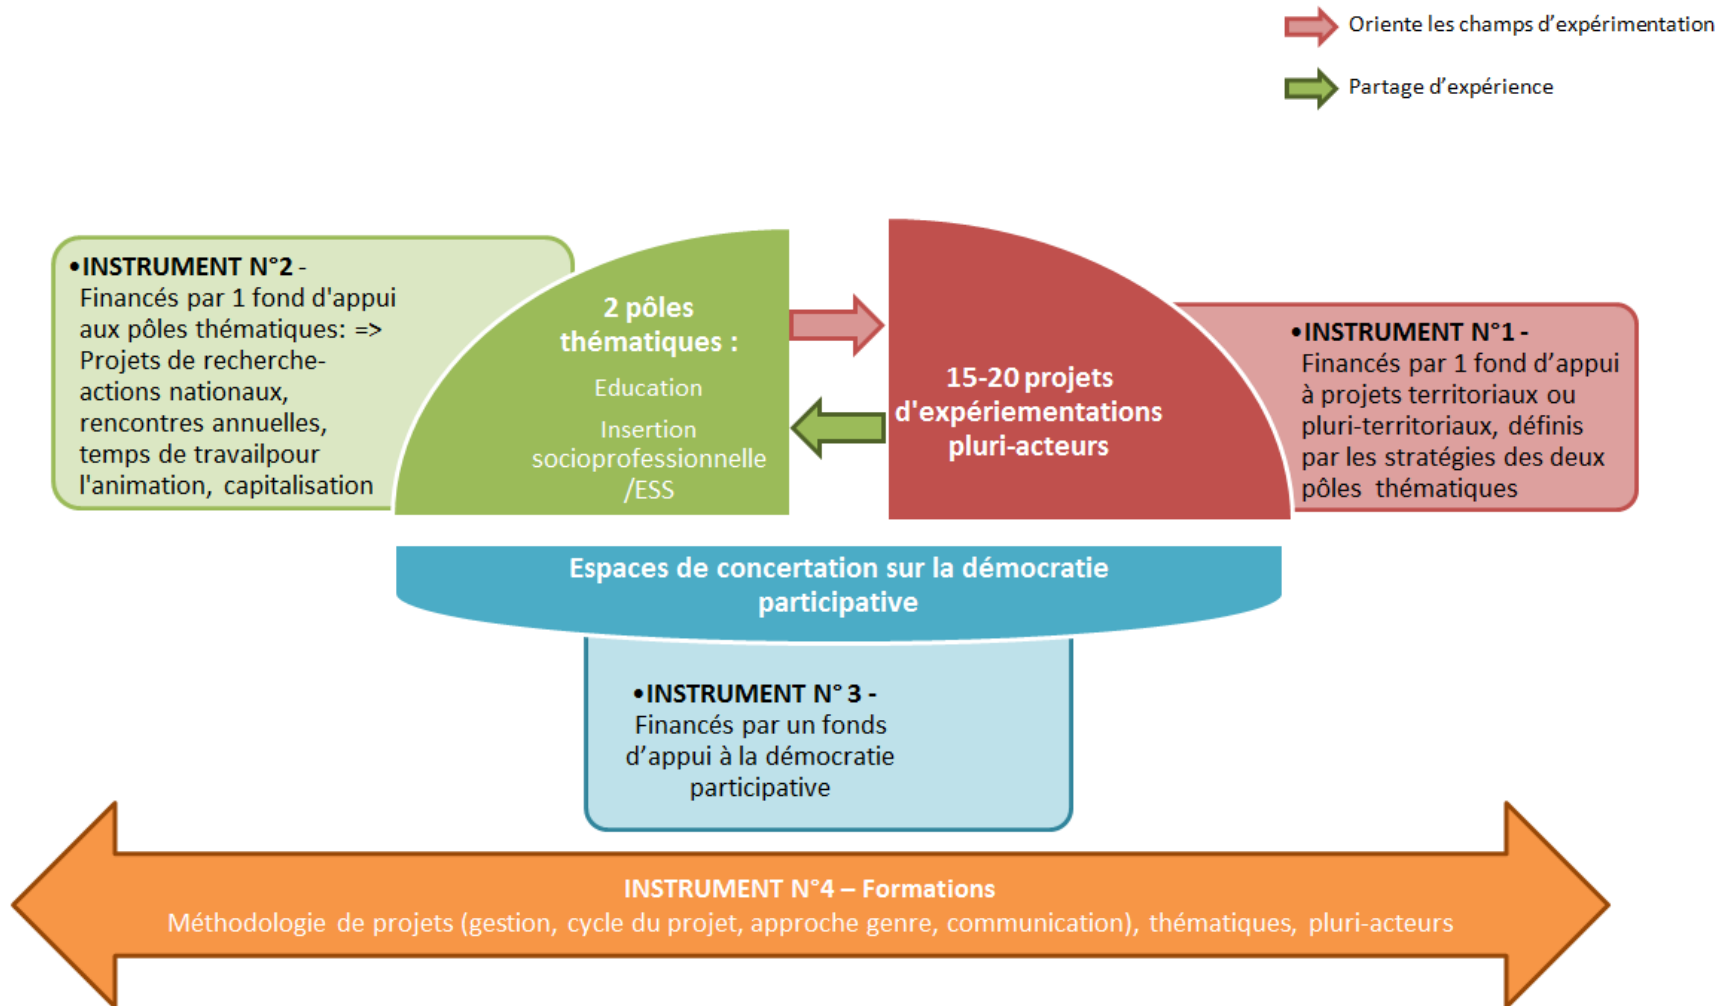 Oriente les champs d’expérimentation
Partage d’expérience
•INSTRUMENT N°2 -
Financés par 1 fond d'appui
aux pôles thématiques: =>
Projets de recherche-
actions nationaux,
rencontres annuelles,
temps de travailpour
l'animation, capitalisation
2 pôles
thématiques :
Education
Insertion
socioprofessionnelle
/ESS
15-20 projets
d'expériementations
pluri-acteurs
•INSTRUMENT N°1 -
Financés par 1 fond d’appui
à projets territoriaux ou
pluri-territoriaux, définis
par les stratégies des deux
pôles thématiques
Espaces de concertation sur la démocratie
participative
•INSTRUMENT N° 3 -
Financés par un fonds
d’appui à la démocratie
participative
INSTRUMENT N°4 – Formations
Méthodologie de projets (gestion, cycle du projet, approche genre, communication), thématiques, pluri-acteurs